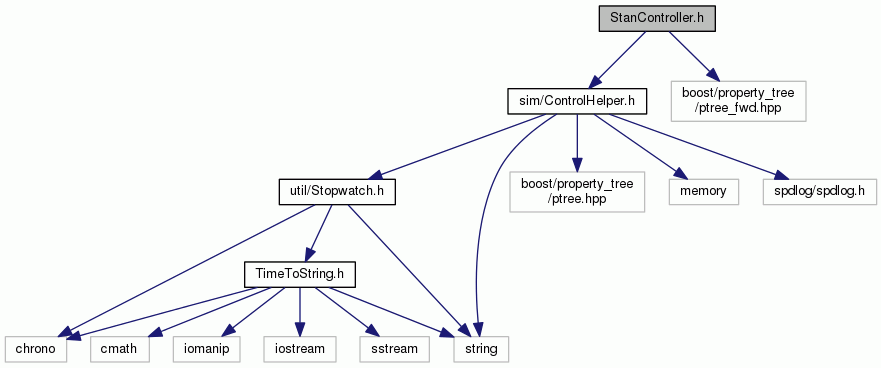 StanController.h
sim/ControlHelper.h
boost/property_tree
/ptree_fwd.hpp
util/Stopwatch.h
boost/property_tree
/ptree.hpp
memory
spdlog/spdlog.h
TimeToString.h
chrono
cmath
iomanip
iostream
sstream
string